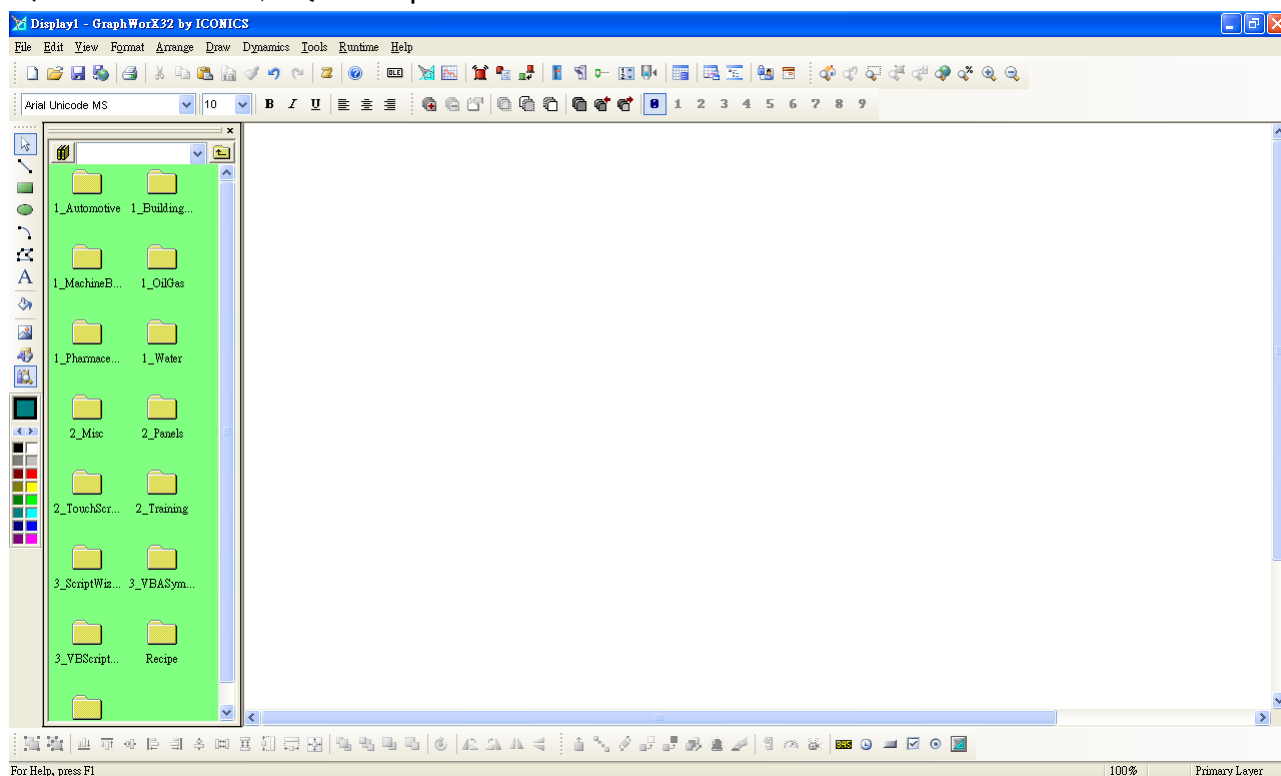 Display1 - GraphWorX32 by ICONICS
File Edit View Format Arrange Draw Dynamics Tools Runtime Help
OLE
Arial Unicode MS 10 B I U 0 1 2 3 4 5 6 7 8 9
A
1_Automotive 1_Building...
1_MachineB... 1_OilGas
1_Pharmace... 1_Water
2_Misc 2_Panels
2_TouchScr... 2_Training
3_ScriptWiz... 3_VBASym...
3_VBScript... Recipe
For Help, press F1 100% Primary Layer